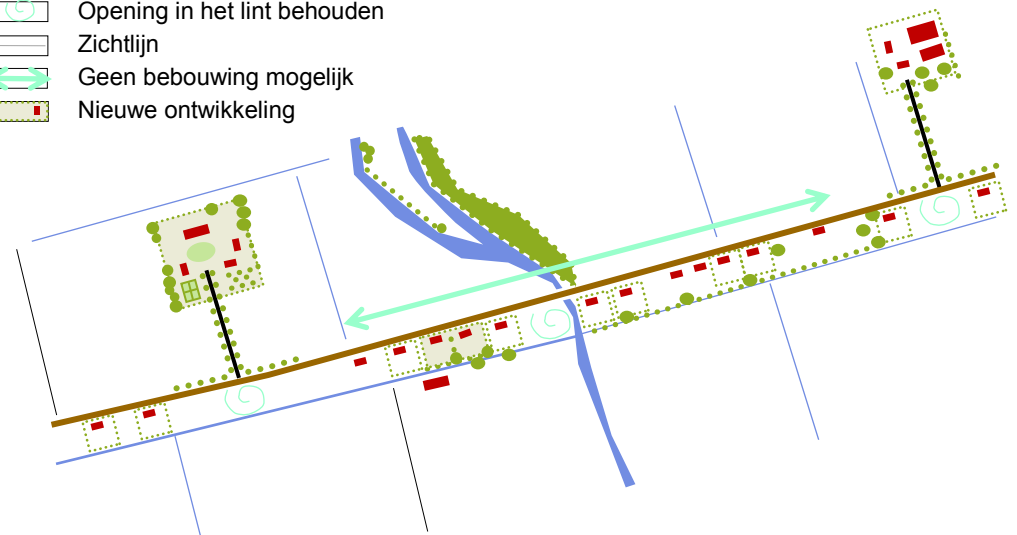 Opening in het lint behouden
Zichtlijn
Geen bebouwing mogelijk
Nieuwe ontwikkeling